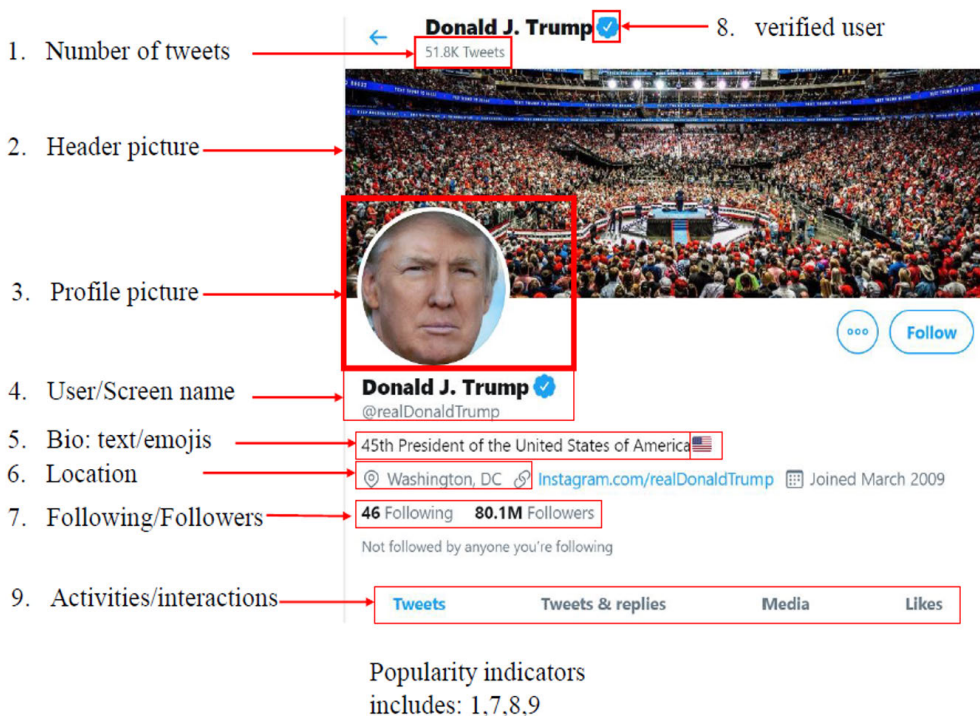 Donald J. Trump
8. verified user
1. Number of tweets
51.8K Tweets
2. Header picture
3. Profile picture
Follow
4. User/Screen name
Donald J. Trump
@realDonaldTrump
5. Bio: text/emojis
45th President of the United States of America🇺🇸
6. Location
Washington, DC Instagram.com/realDonaldTrump Joined March 2009
7. Following/Followers
46 Following 80.1M Followers
Not followed by anyone you're following
9. Activities/interactions
Tweets Tweets & replies Media Likes
Popularity indicators
includes: 1,7,8,9